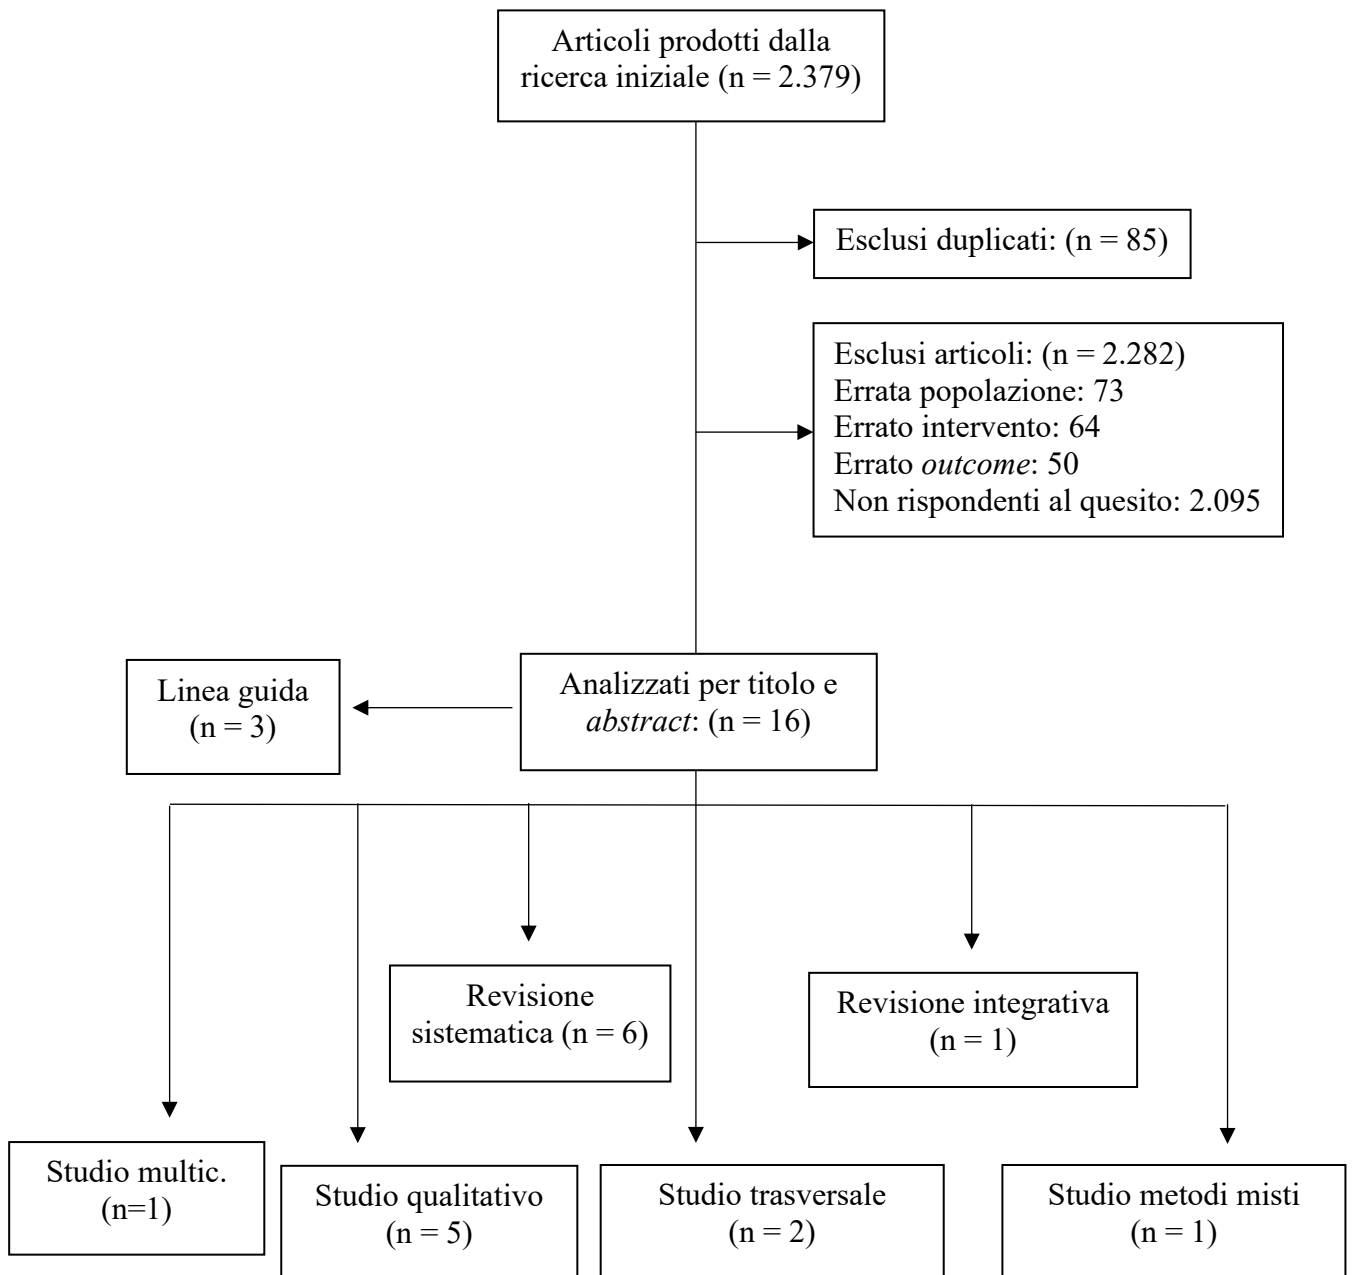 Articoli prodotti dalla
ricerca iniziale (n = 2.379)
Esclusi duplicati: (n = 85)
Esclusi articoli: (n = 2.282)
Errata popolazione: 73
Errato intervento: 64
Errato outcome: 50
Non rispondenti al quesito: 2.095
Linea guida
(n = 3)
Analizzati per titolo e
abstract: (n = 16)
Revisione
sistematica (n = 6)
Revisione integrativa
(n = 1)
Studio multic.
(n=1)
Studio qualitativo
(n = 5)
Studio trasversale
(n = 2)
Studio metodi misti
(n = 1)